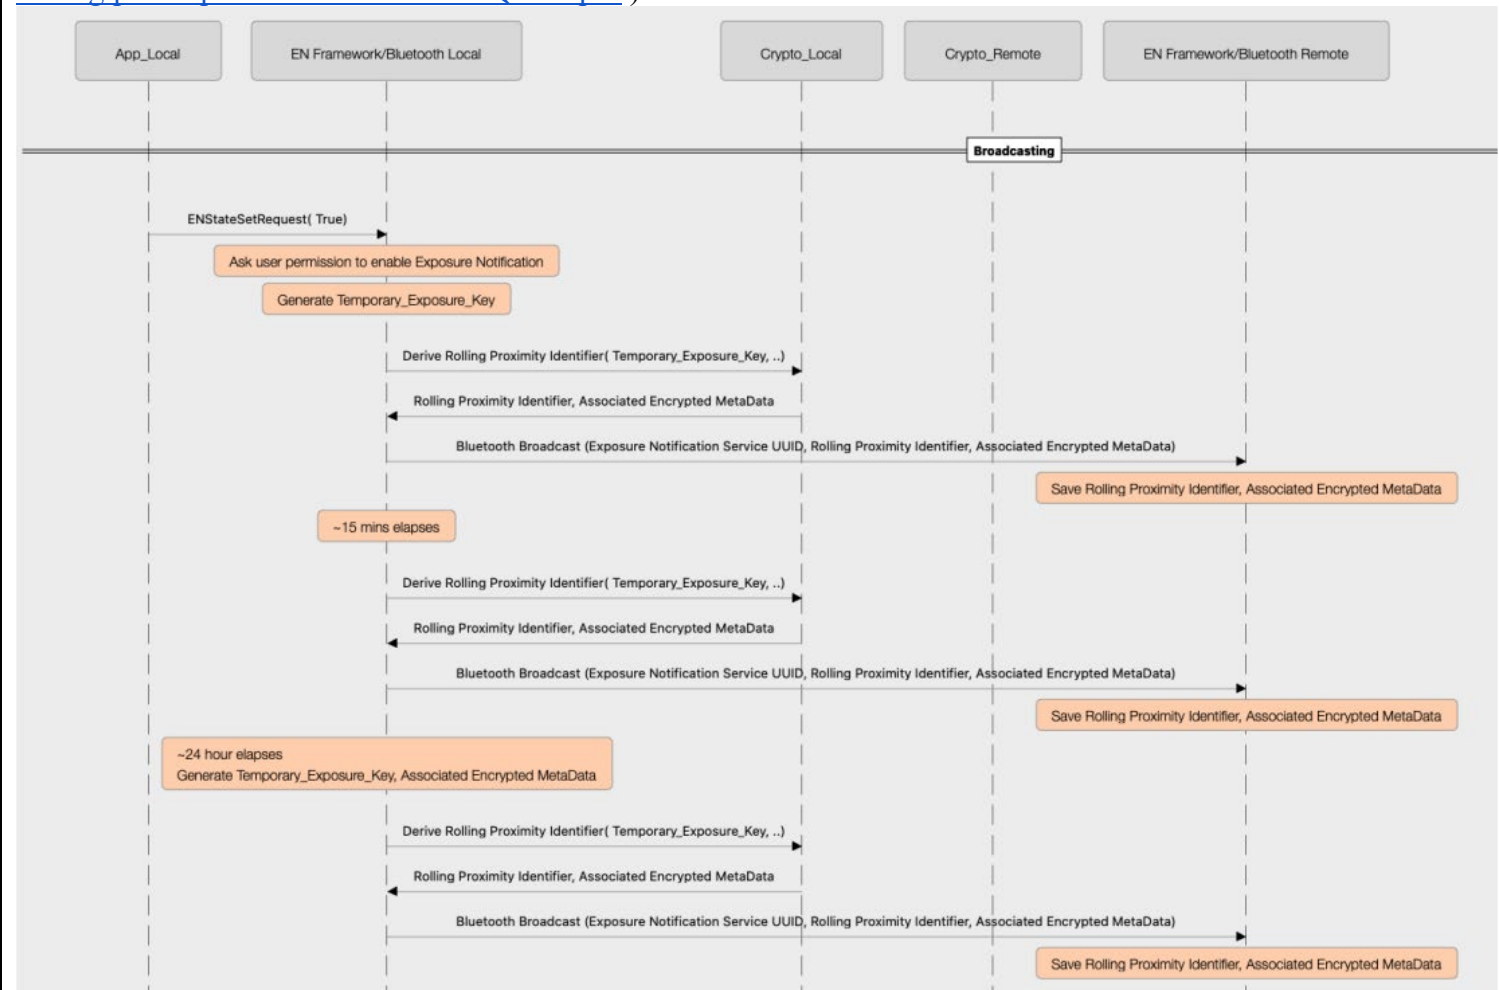 App_Local
EN Framework/Bluetooth Local
Crypto_Local
Crypto_Remote
EN Framework/Bluetooth Remote
Broadcasting
ENStateSetRequest( True)
Ask user permission to enable Exposure Notification
Generate Temporary_Exposure_Key
Derive Rolling Proximity Identifier( Temporary_Exposure_Key, ..)
Rolling Proximity Identifier, Associated Encrypted MetaData
Bluetooth Broadcast (Exposure Notification Service UUID, Rolling Proximity Identifier, Associated Encrypted MetaData)
Save Rolling Proximity Identifier, Associated Encrypted MetaData
~15 mins elapses
Derive Rolling Proximity Identifier( Temporary_Exposure_Key, ..)
Rolling Proximity Identifier, Associated Encrypted MetaData
Bluetooth Broadcast (Exposure Notification Service UUID, Rolling Proximity Identifier, Associated Encrypted MetaData)
Save Rolling Proximity Identifier, Associated Encrypted MetaData
~24 hour elapses
Generate Temporary_Exposure_Key, Associated Encrypted MetaData
Derive Rolling Proximity Identifier( Temporary_Exposure_Key, ..)
Rolling Proximity Identifier, Associated Encrypted MetaData
Bluetooth Broadcast (Exposure Notification Service UUID, Rolling Proximity Identifier, Associated Encrypted MetaData)
Save Rolling Proximity Identifier, Associated Encrypted MetaData